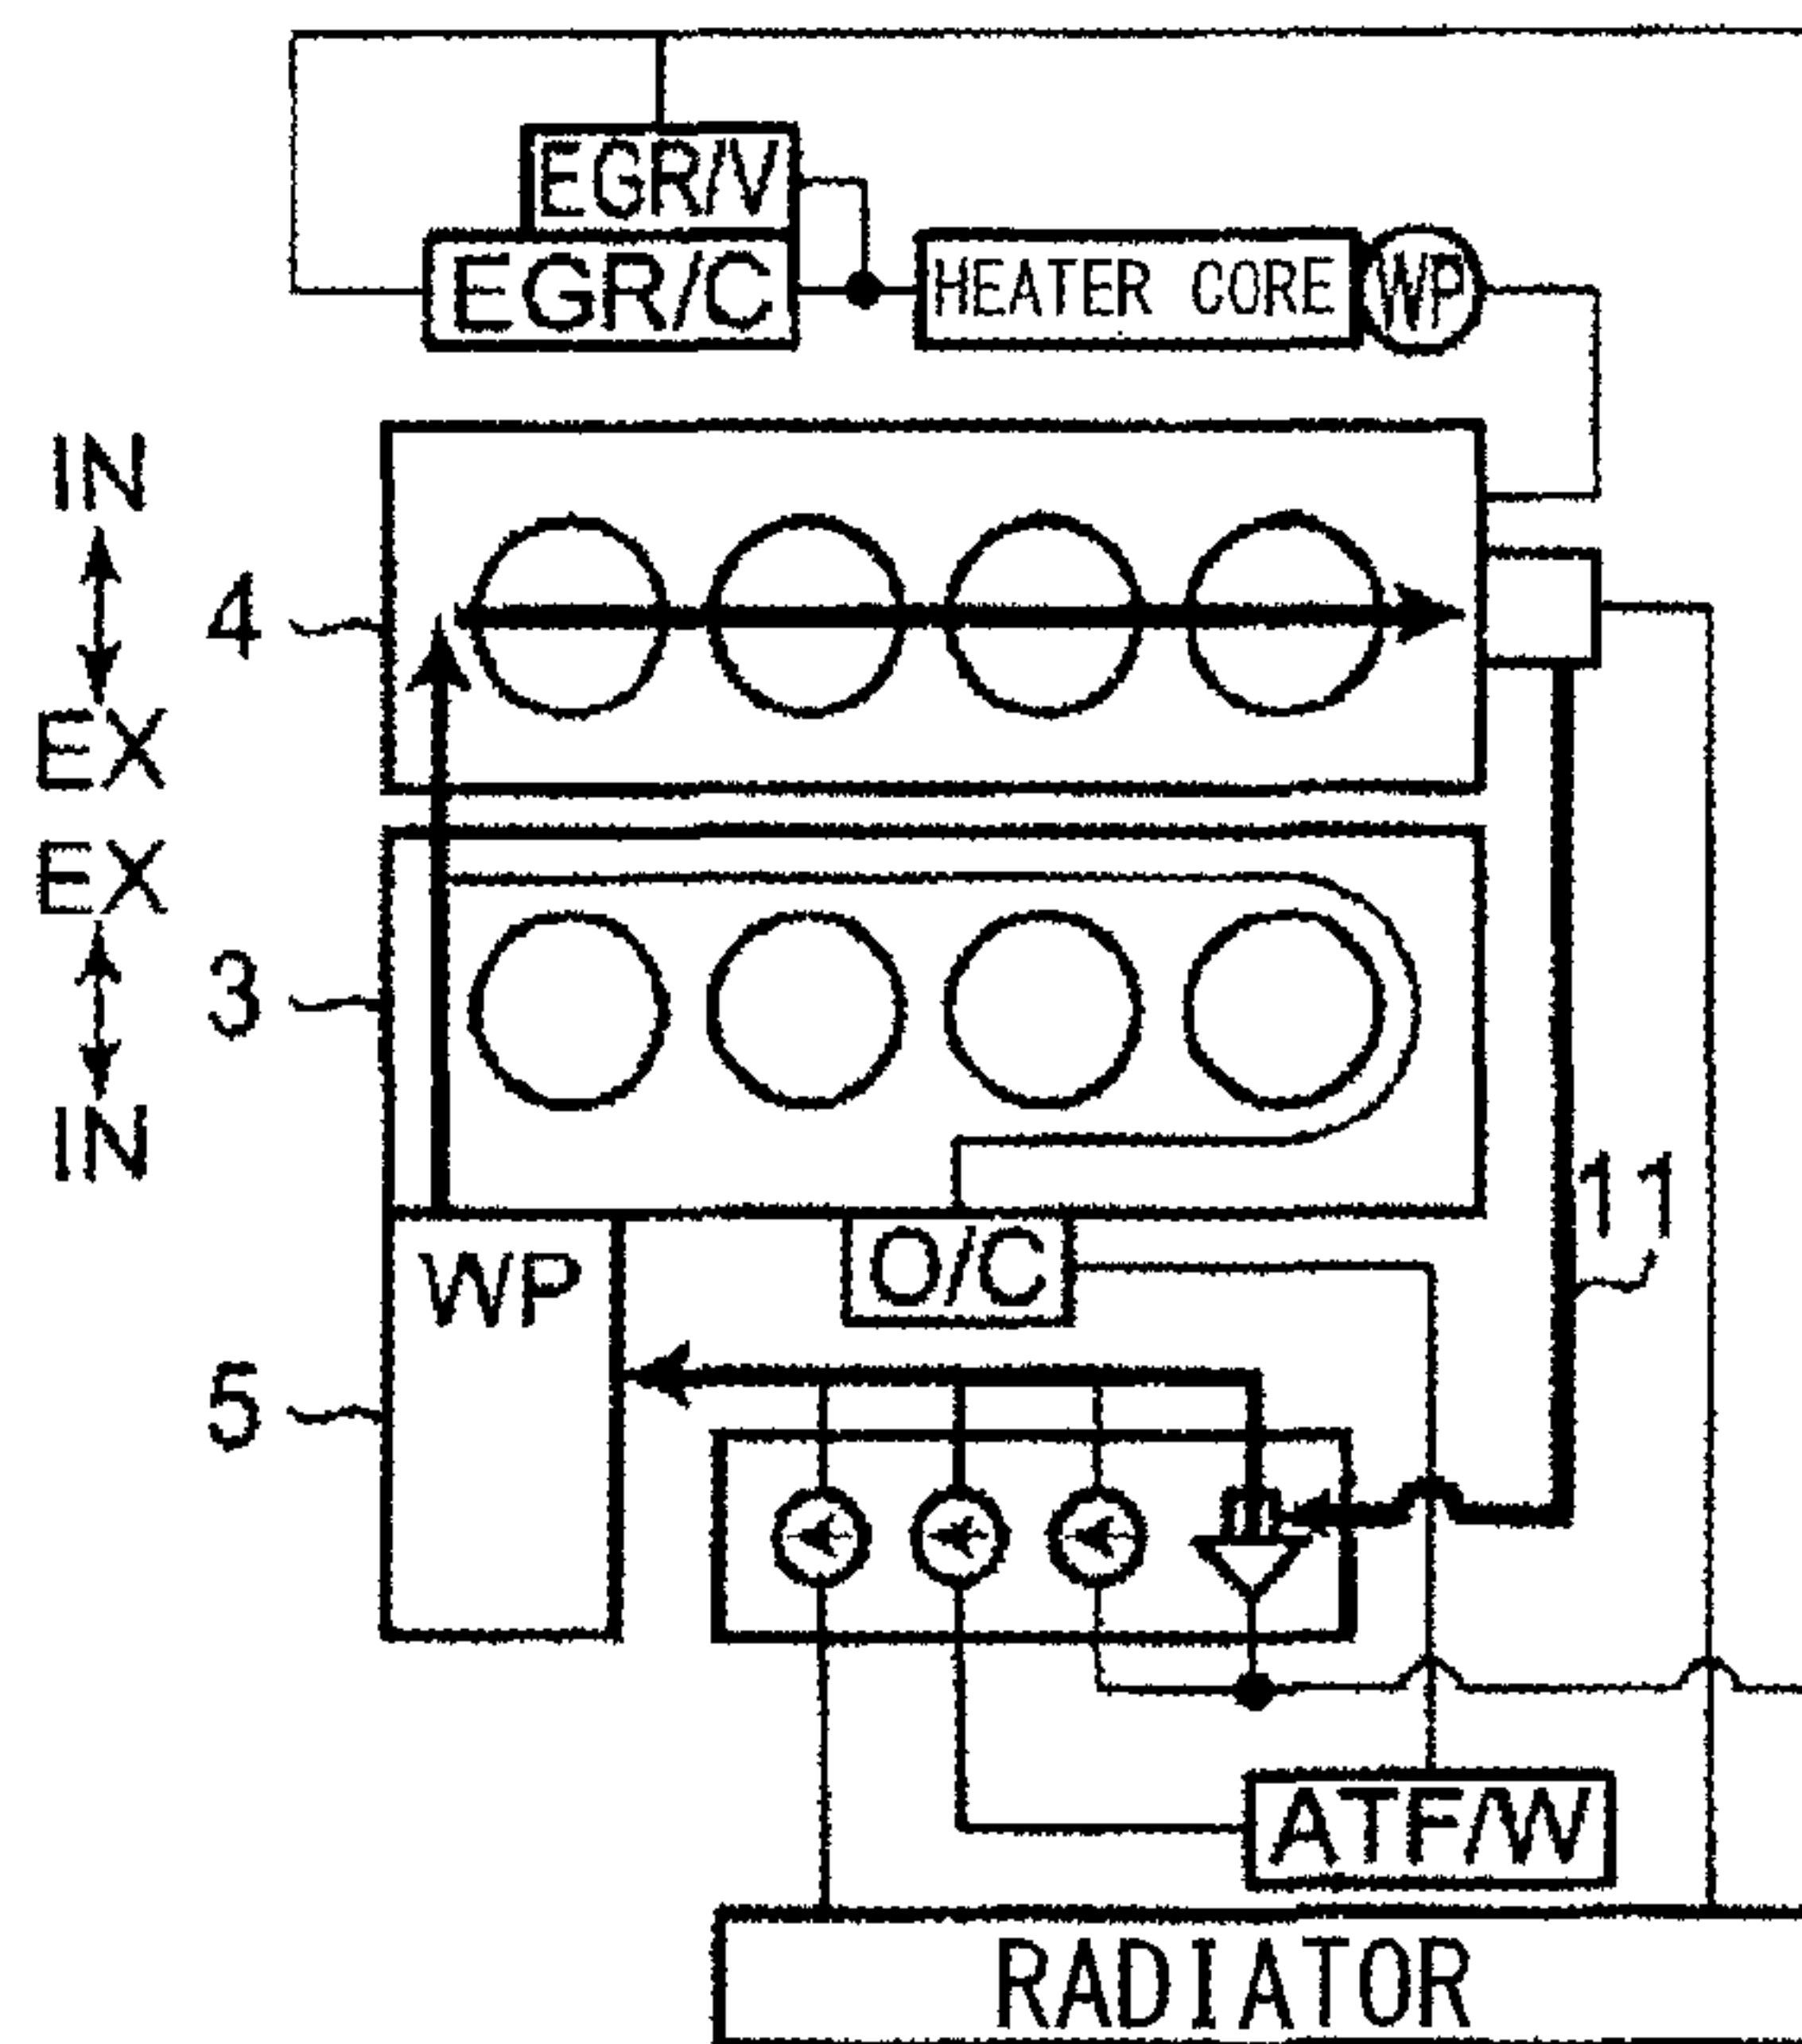 EGR/V
EGR/C
HEATER CORE
WP
IN
4
EX
EX
3
IN
11
WP
O/C
5
ATF/W
RADIATOR